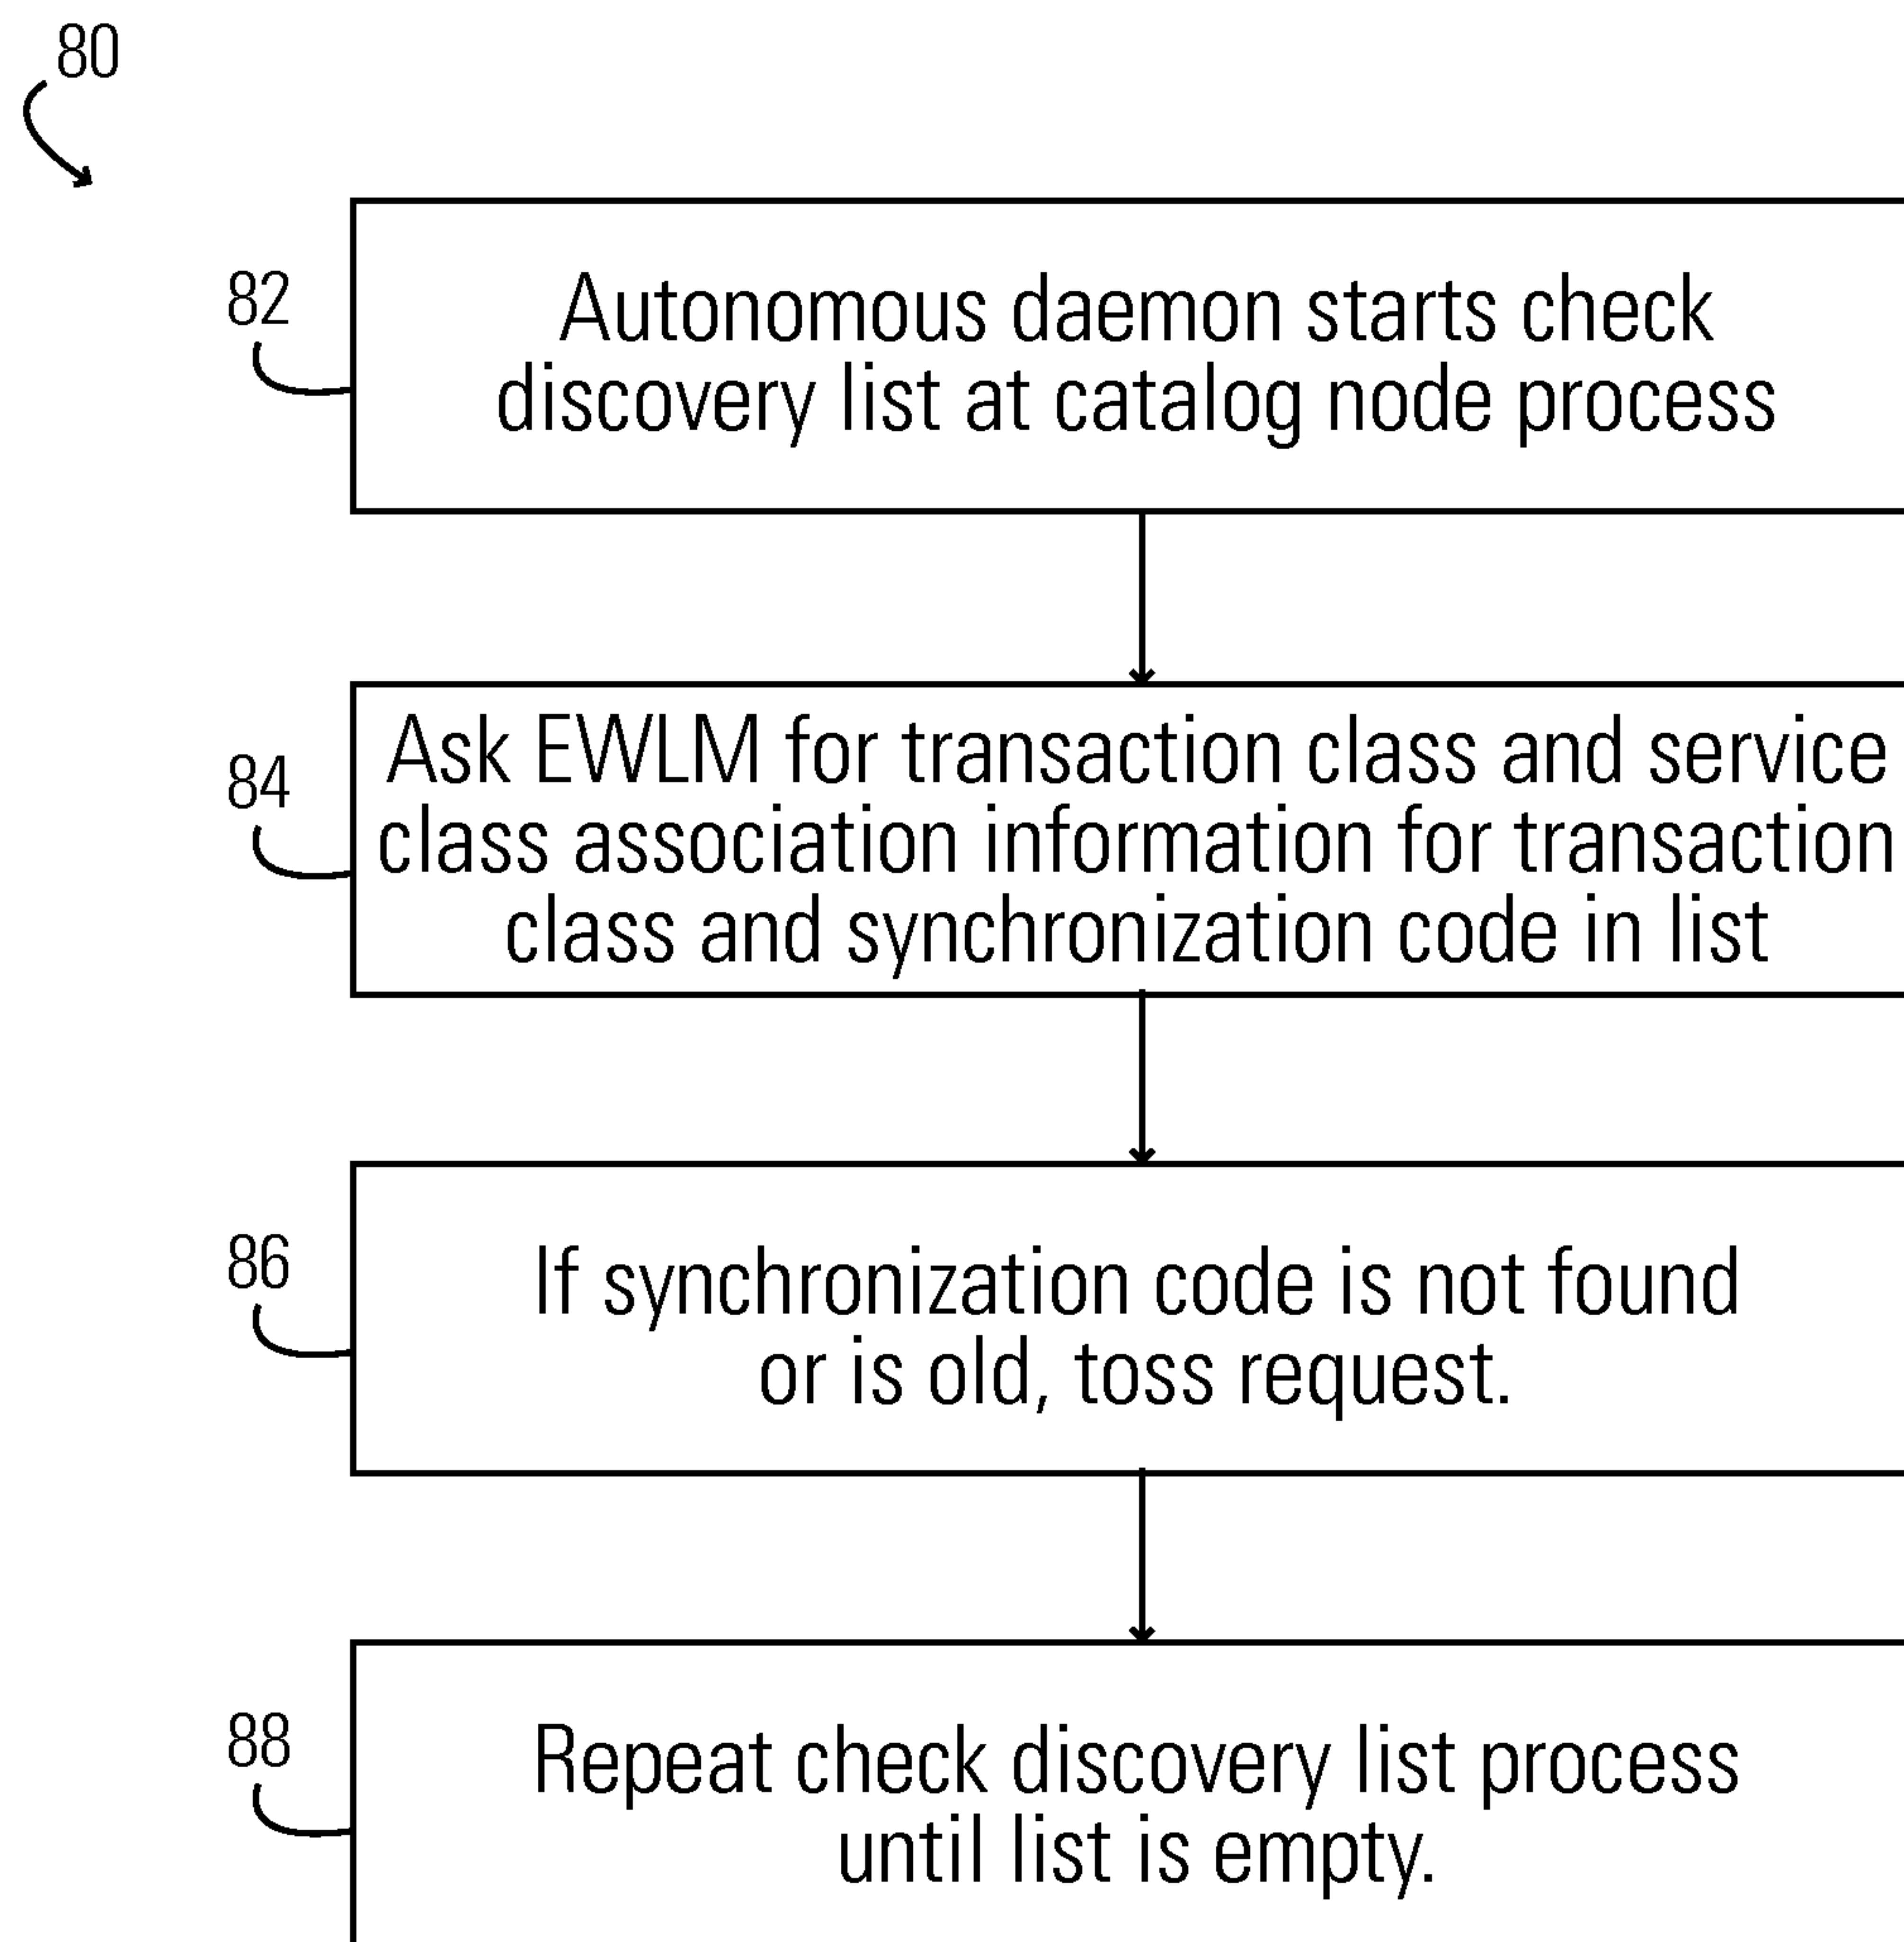 80
82
Autonomous daemon starts check
discovery list at catalog node process
84
Ask EWLM for transaction class and service
class association information for transaction
class and synchronization code in list
86
If synchronization code is not found
or is old, toss request.
88
Repeat check discovery list process
until list is empty.